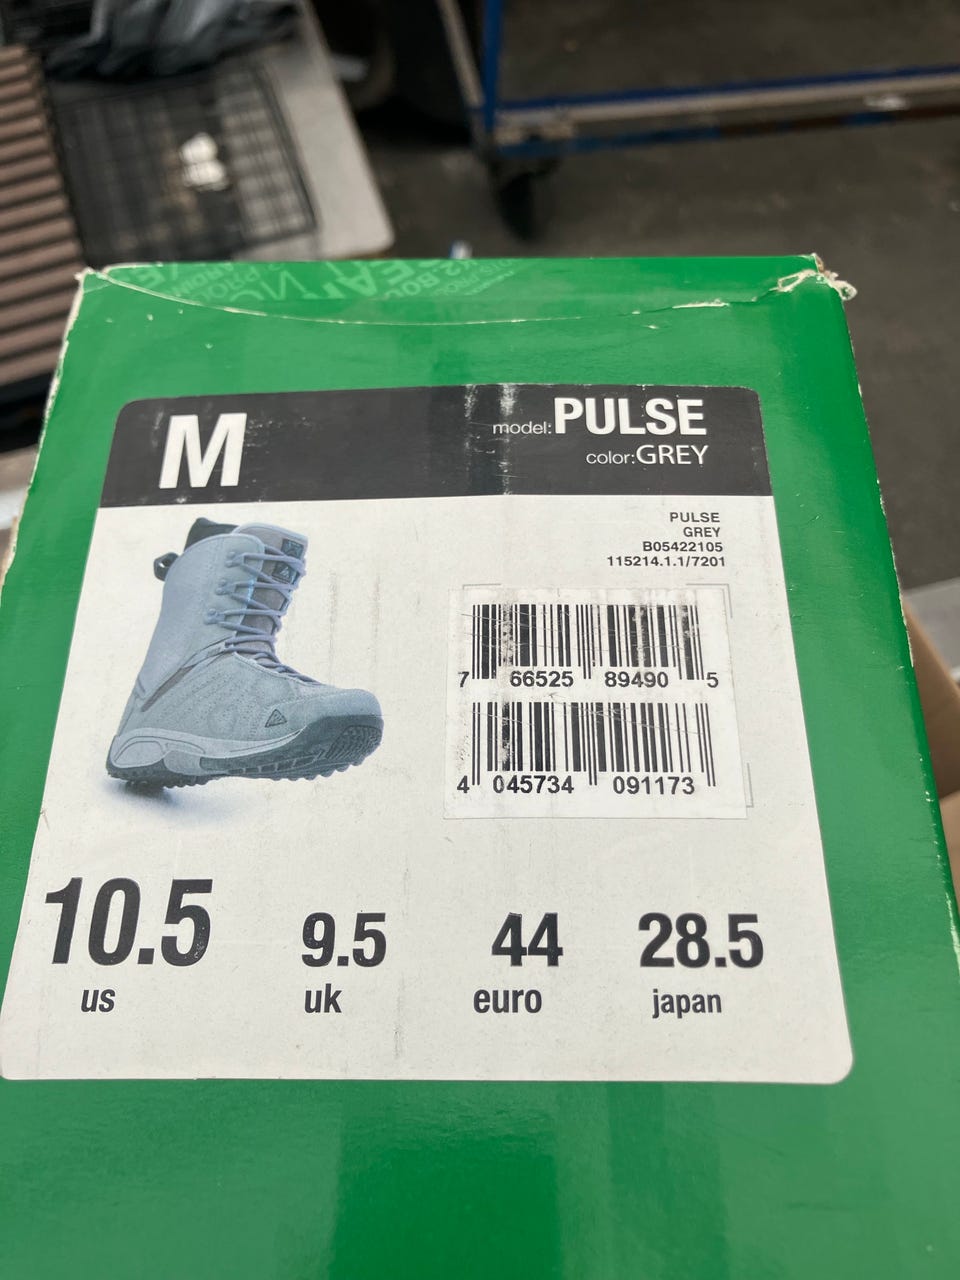 M
model:PULSE
color:GREY
PULSE
GREY
B05422105
115214.1.1/7201
7 66525 89490 5
4 045734 091173
10.5 9.5 44 28.5
us uk euro japan